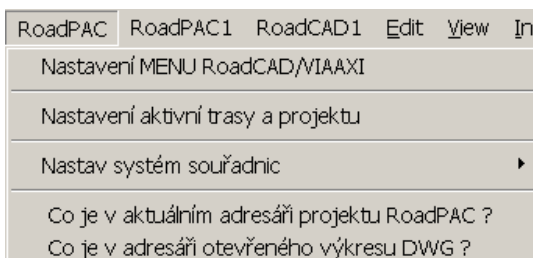 RoadPAC RoadPAC1 RoadCAD1 Edit View
Nastavení MENU RoadCAD/VIAAXI
Nastavení aktivní trasy a projektu
Nastav systém souřadnic
Co je v aktuálním adresáři projektu RoadPAC ?
Co je v adresáři otevřeného výkresu DWG ?